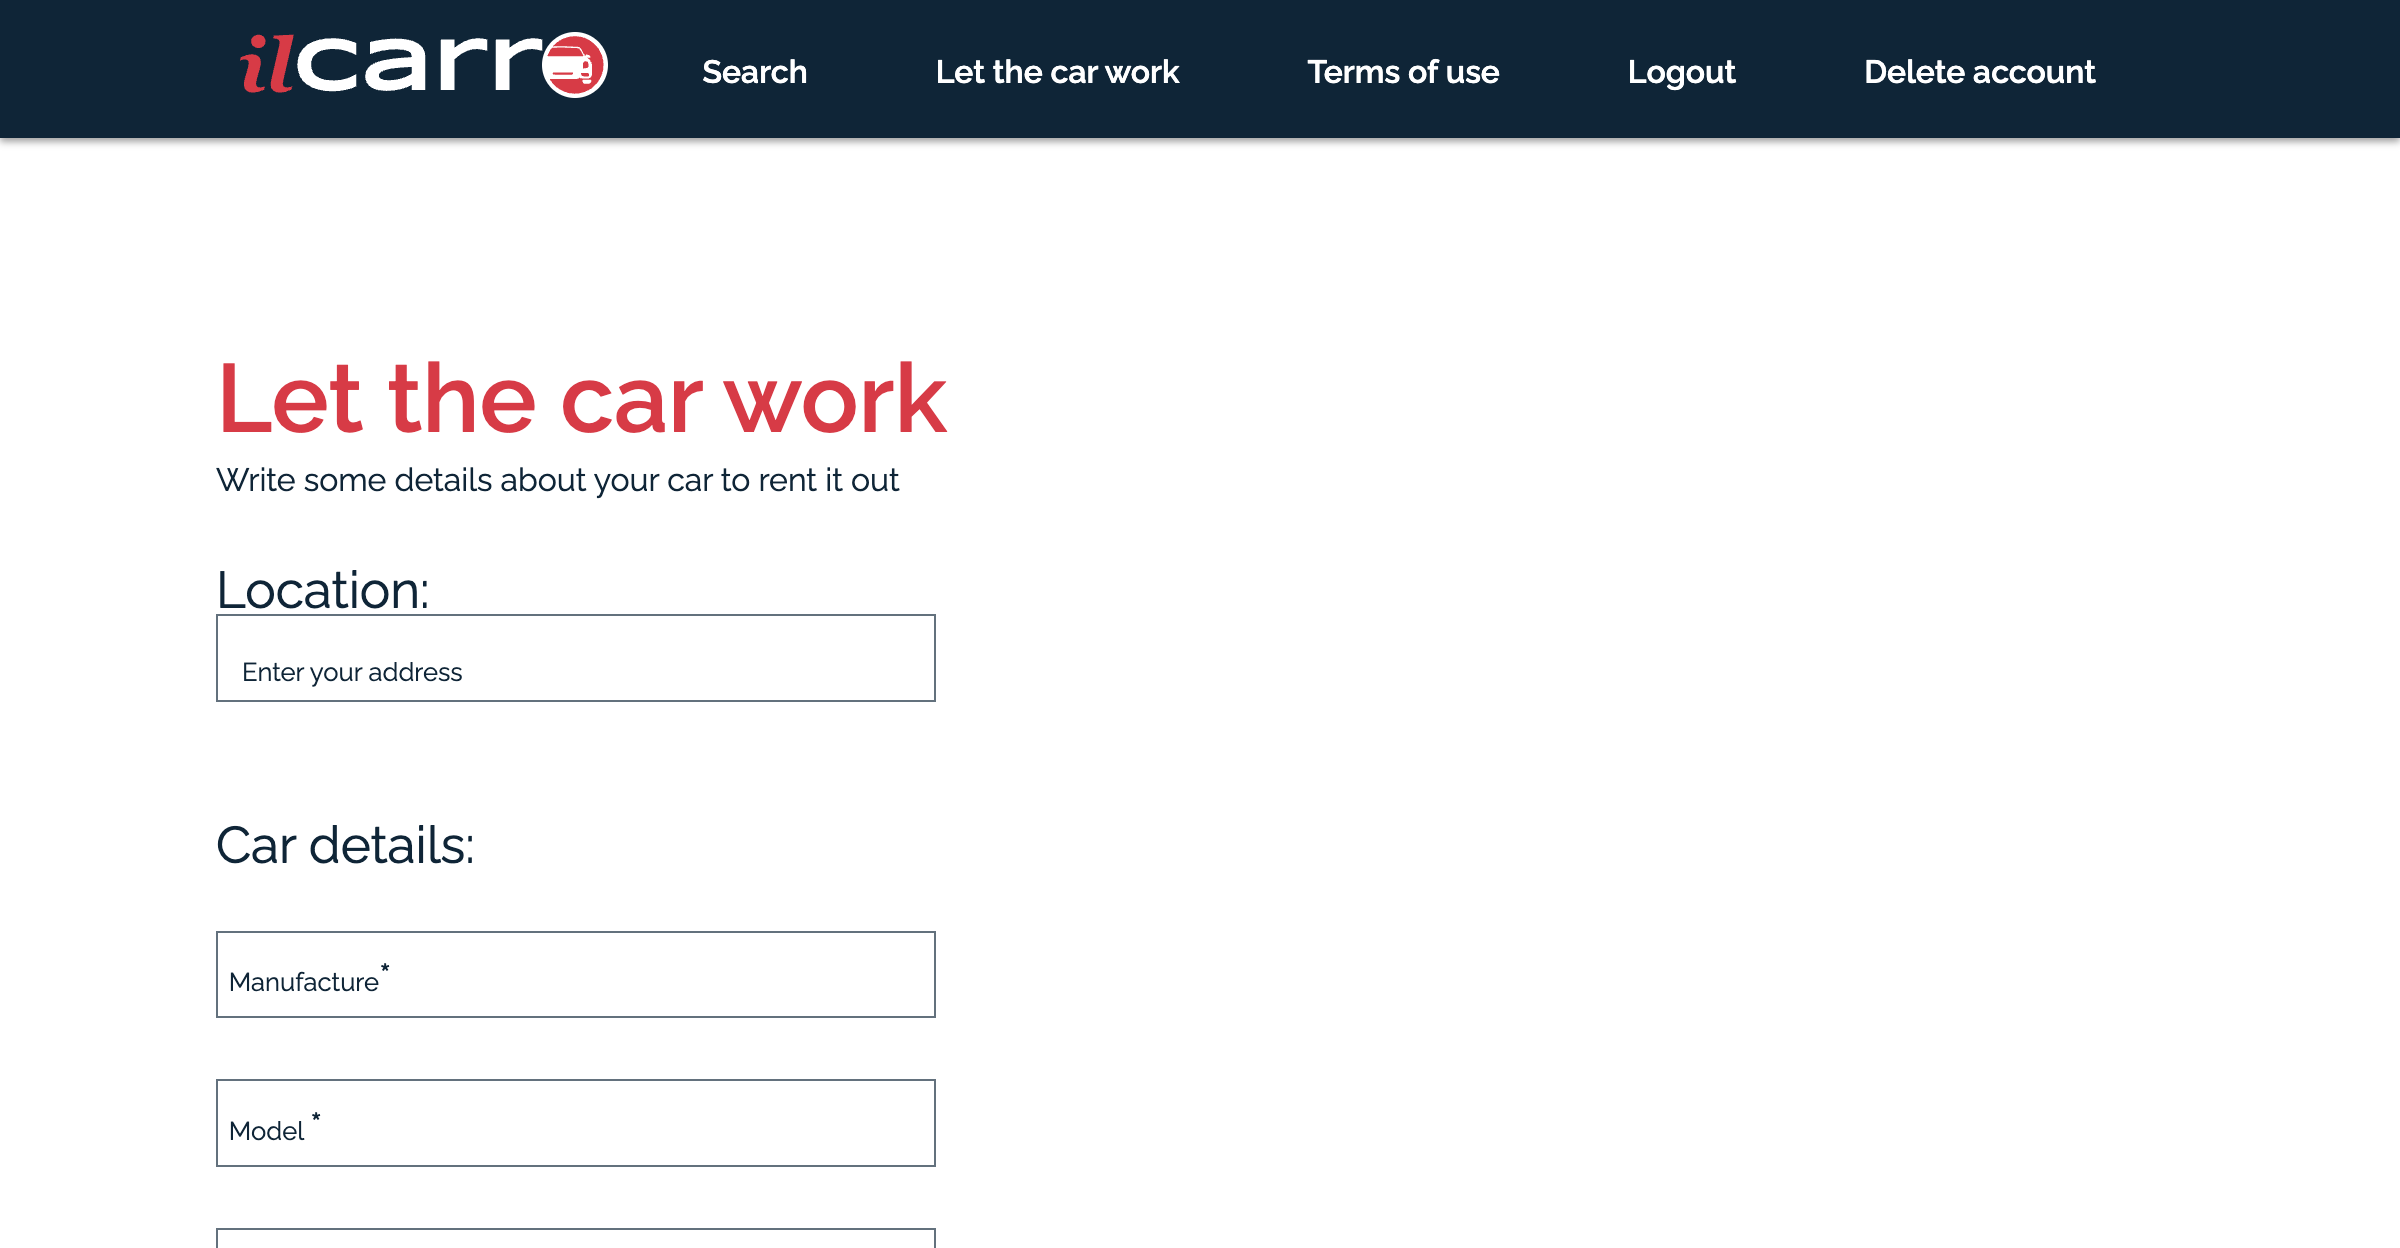 ilcarro
Search
Let the car work
Terms of use
Logout
Delete account
Let the car work
Write some details about your car to rent it out
Location:
Enter your address
Car details:
Manufacture*
Model *